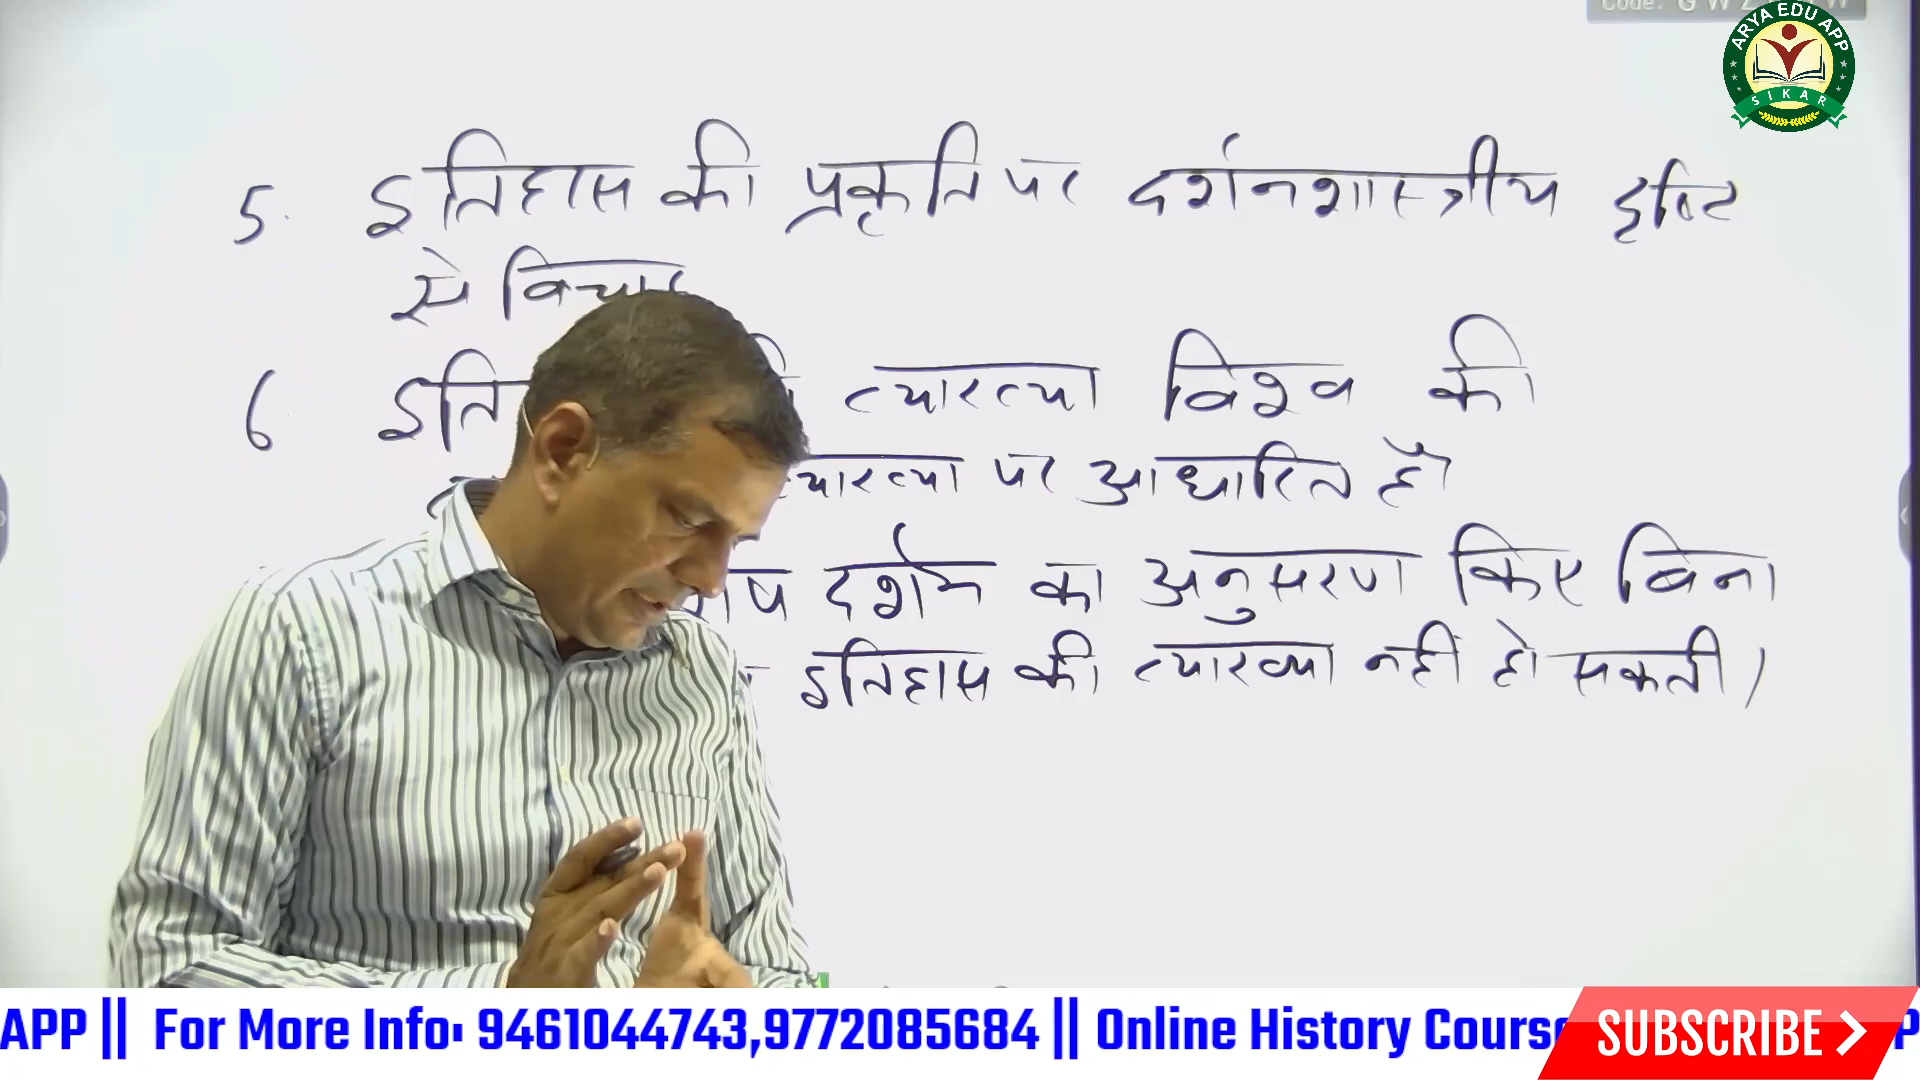 Code: G W Z
ARYA EDU APP
SIKAR
5. इतिहास की प्रकृति पर दर्शनशास्त्रीय दृष्टि
से विचार
6 इति व्याख्या विश्व की
व्याख्या पर आधारित है।
दर्शन का अनुसरण किए बिना
इतिहास की व्याख्या नहीं हो सकती।
APP || For More Info: 9461044743,9772085684 || Online History Cours
SUBSCRIBE